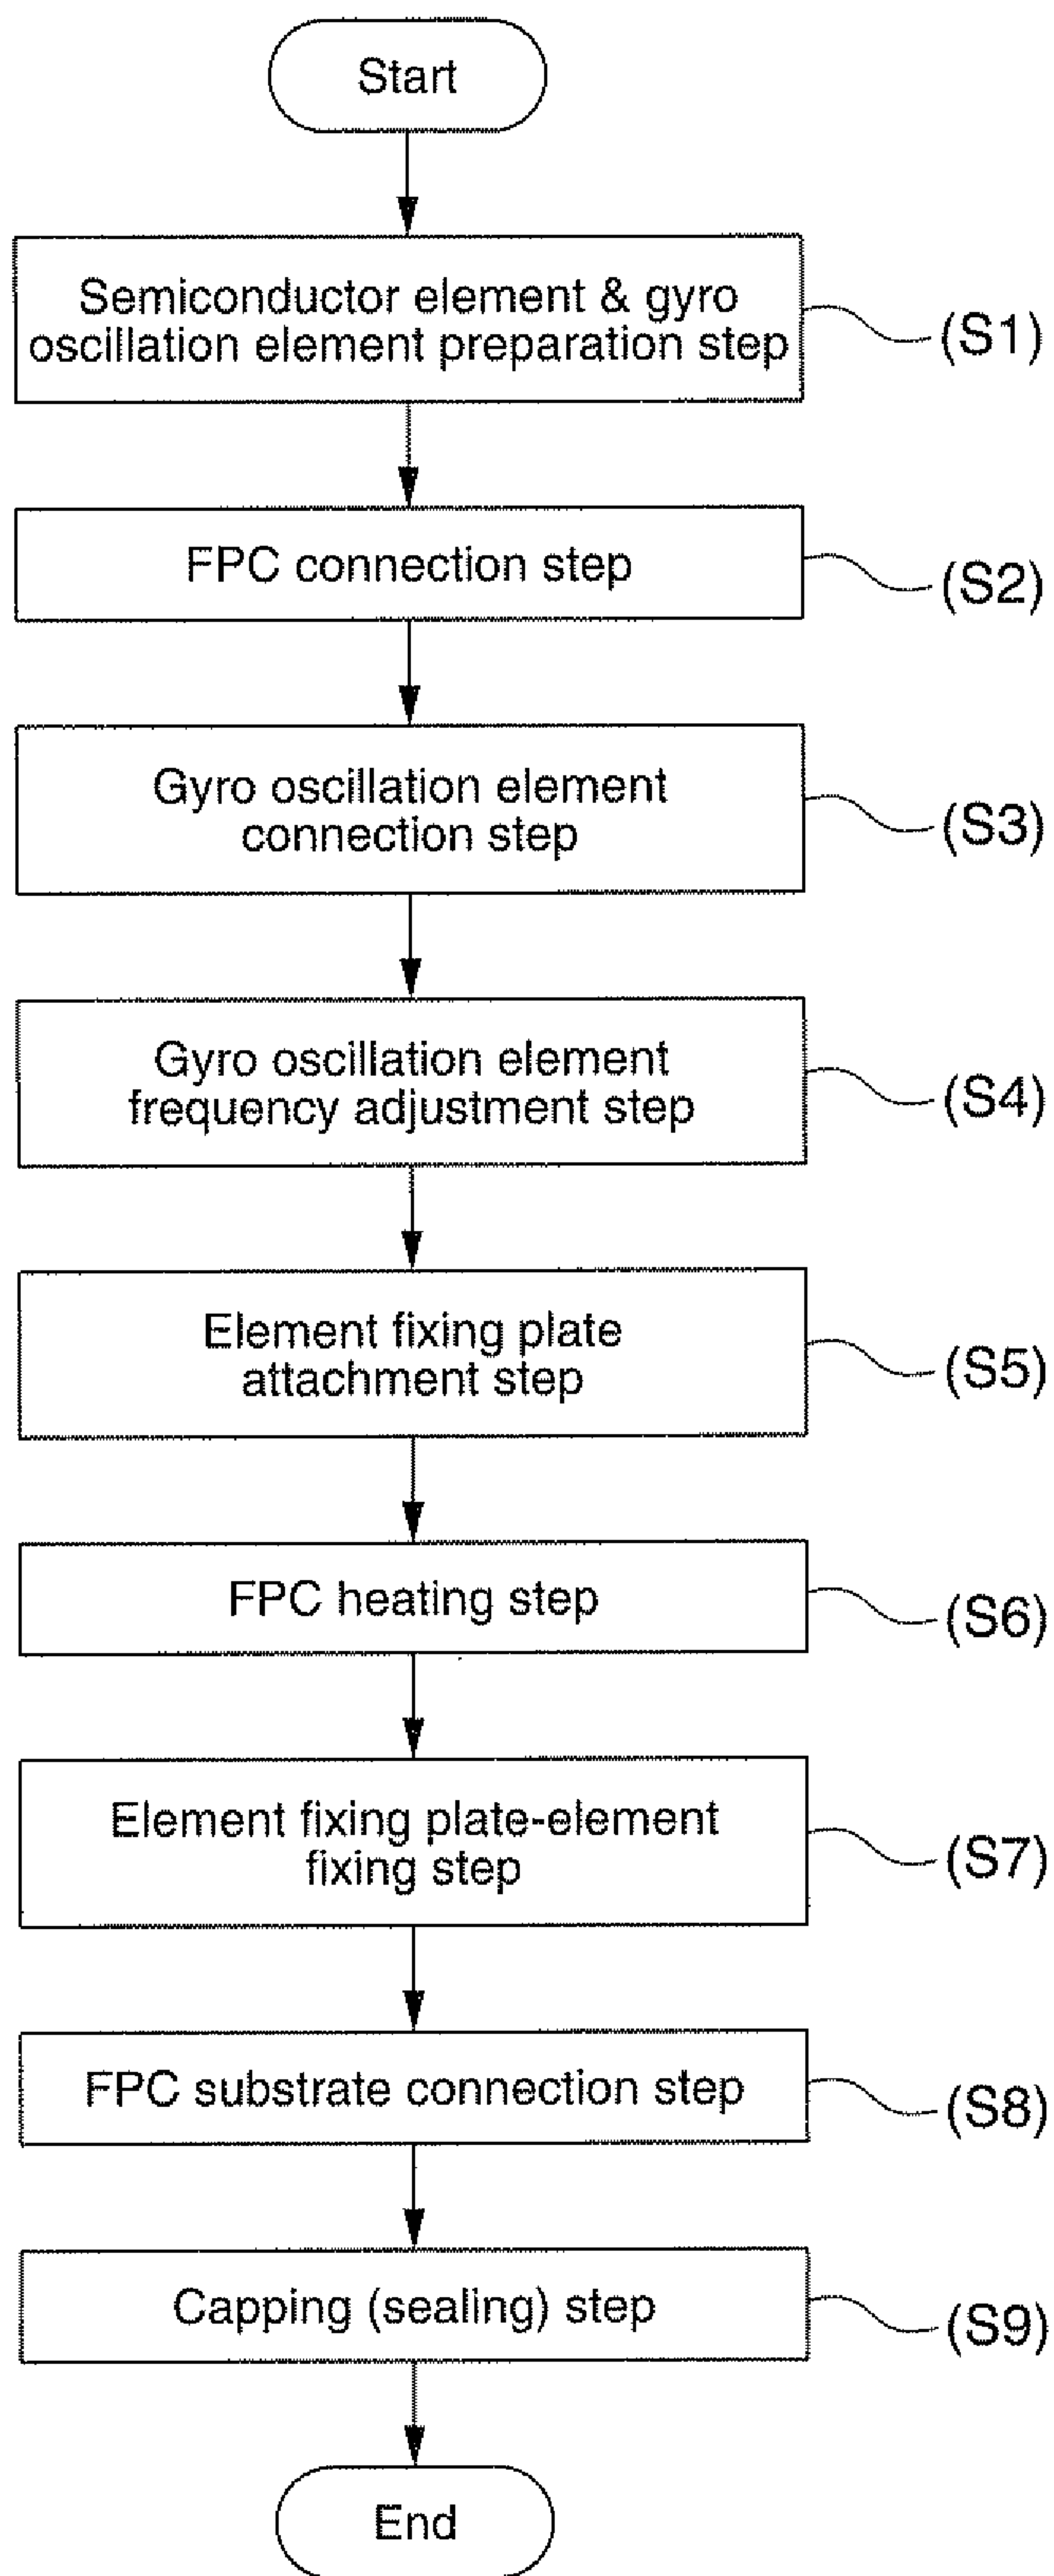 Start
Semiconductor element & gyro
oscillation element preparation step
(S1)
FPC connection step
(S2)
Gyro oscillation element
connection step
(S3)
Gyro oscillation element
frequency adjustment step
(S4)
Element fixing plate
attachment step
(S5)
FPC heating step
(S6)
Element fixing plate-element
fixing step
(S7)
FPC substrate connection step
(S8)
Capping (sealing) step
(S9)
End